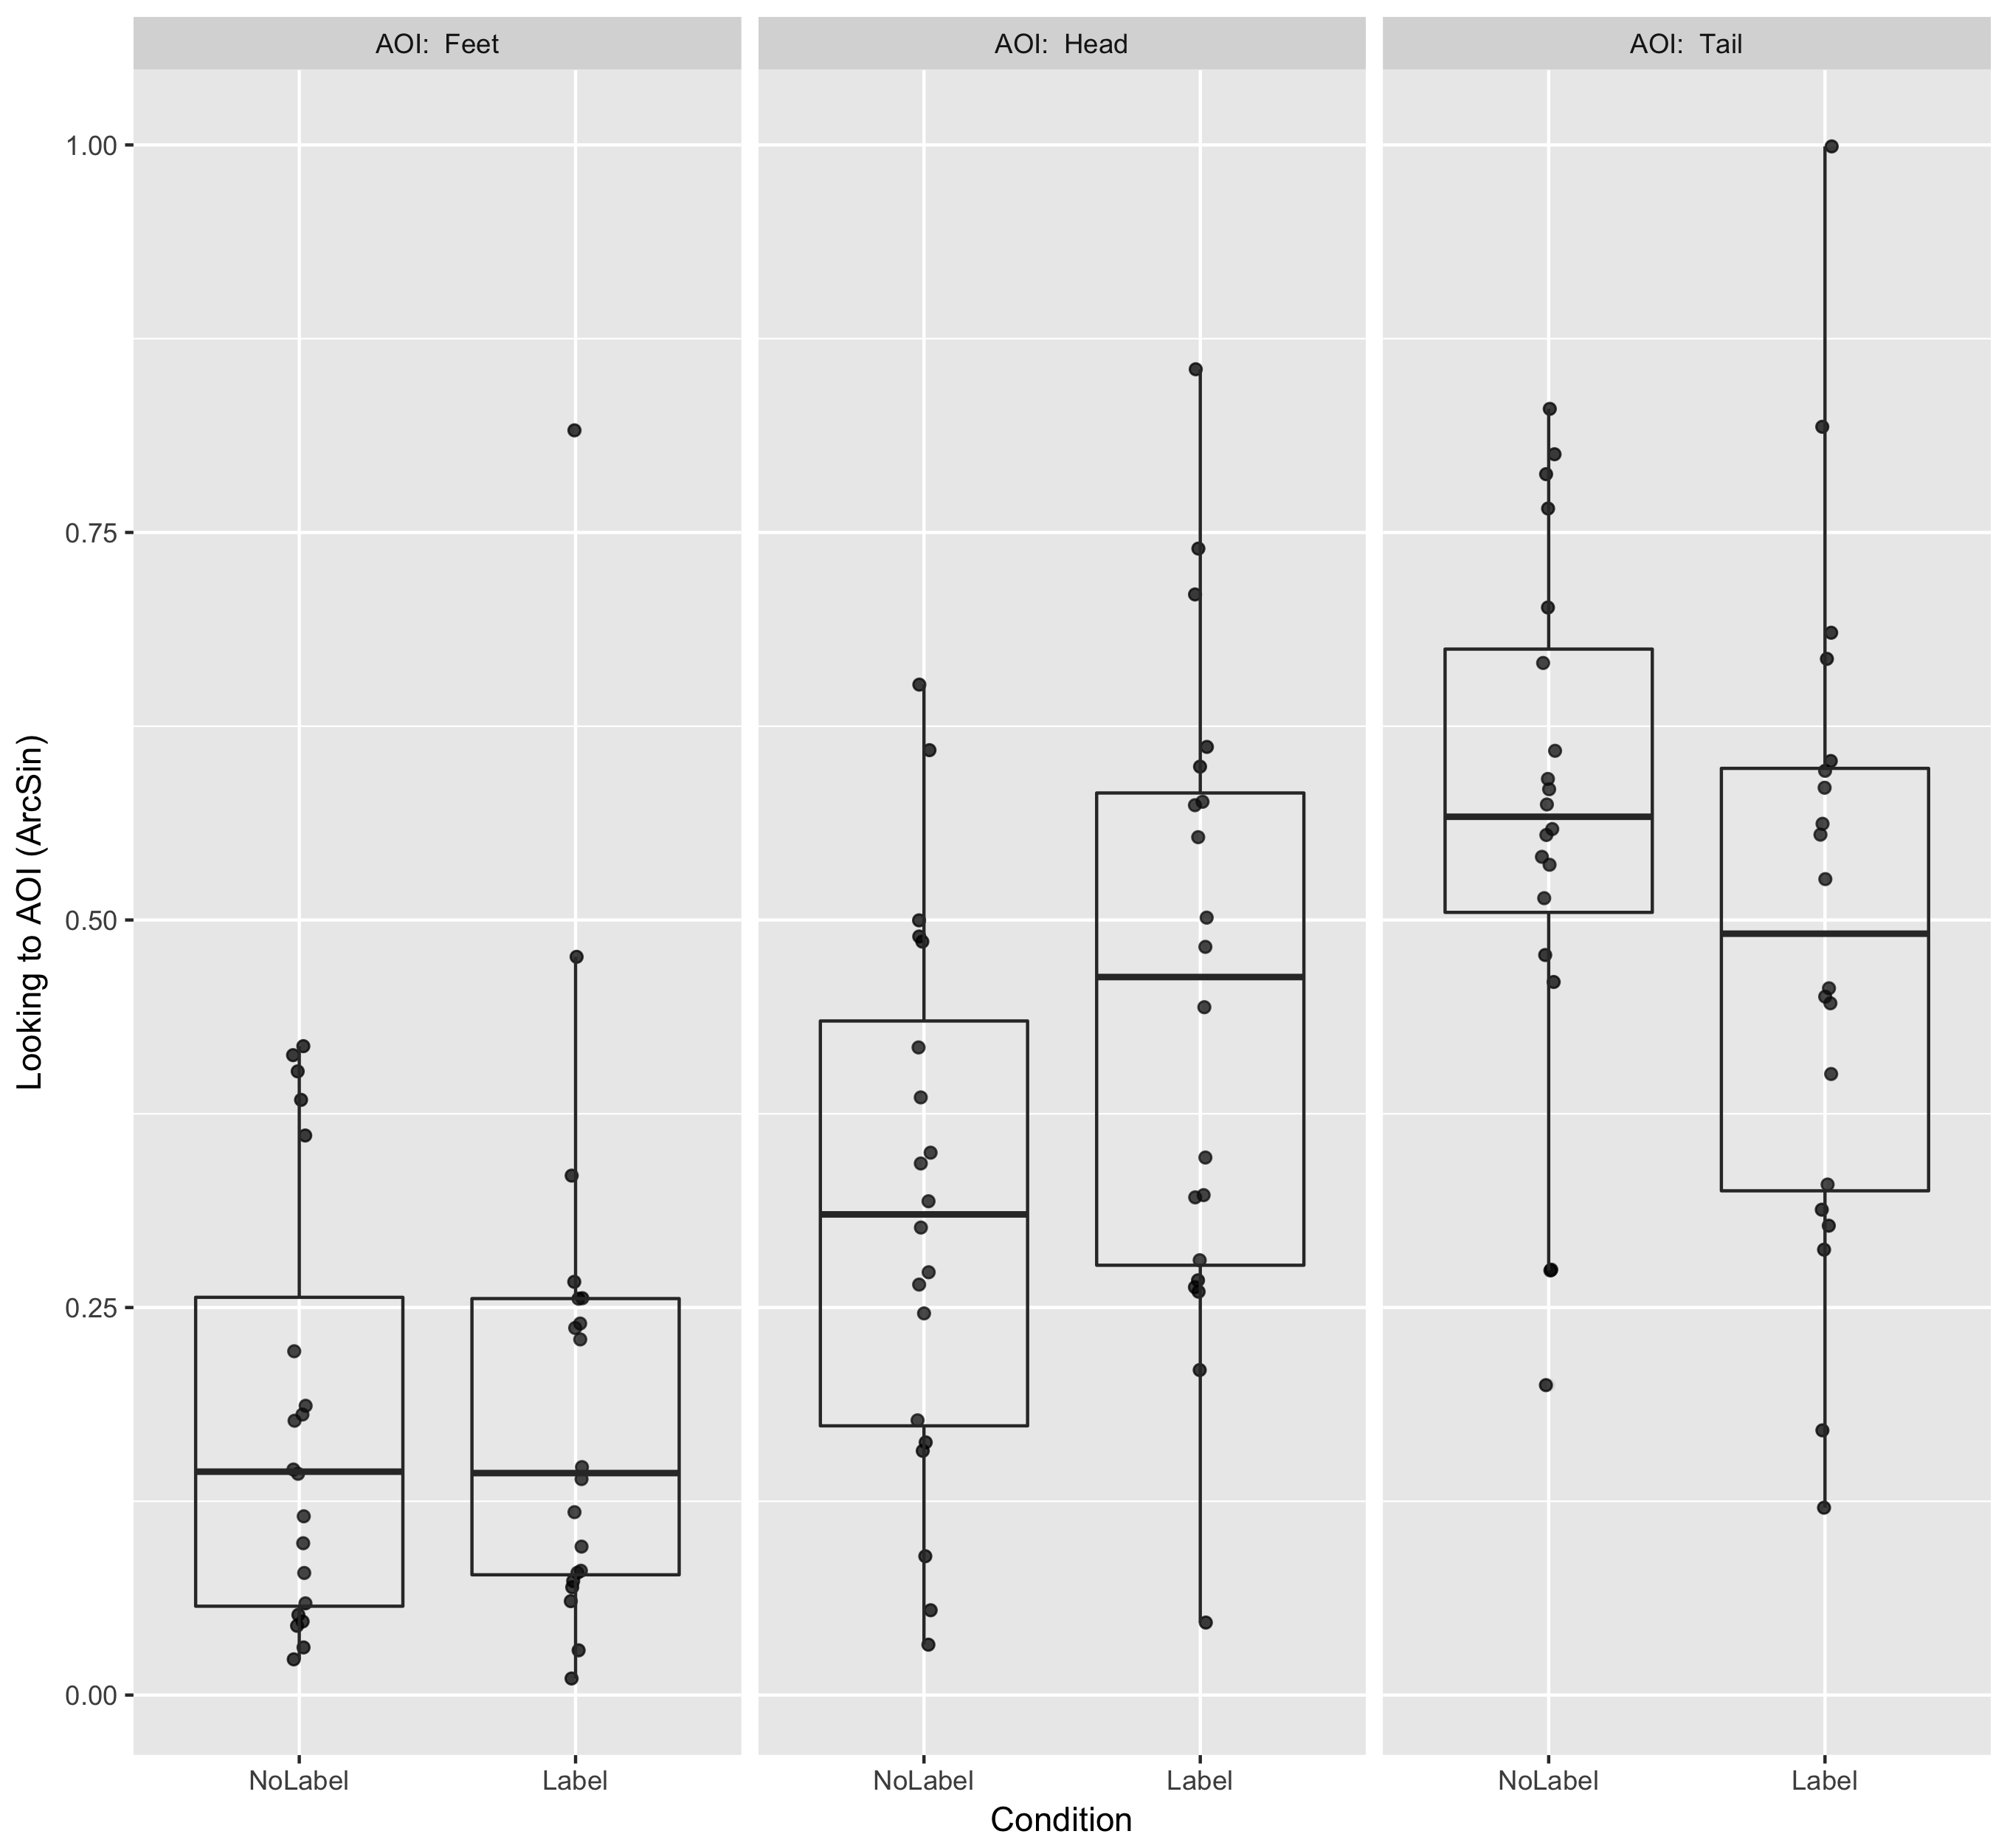 AOI: Feet
AOI: Head
AOI: Tail
Looking to AOI (ArcSin)
1.00
0.75
0.50
0.25
0.00
NoLabel Label NoLabel Label NoLabel Label
Condition